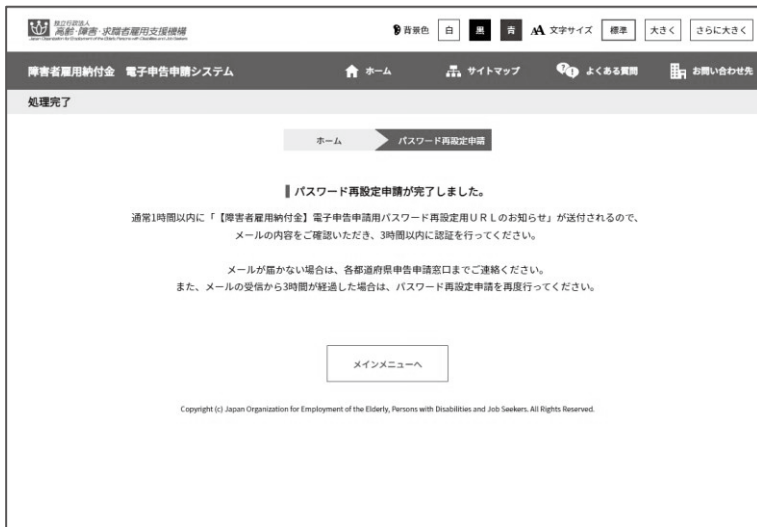 独立行政法人
高齢・障害・求職者雇用支援機構
Japan Organization for Employment of the Elderly, Persons with Disabilities and Job Seekers
背景色 白 黒 青 AA 文字サイズ 標準 大きく さらに大きく
障害者雇用納付金 電子申告申請システム ホーム サイトマップ よくある質問 お問い合わせ先
処理完了
ホーム パスワード再設定申請
パスワード再設定申請が完了しました。
通常1時間以内に「【障害者雇用納付金】電子申告申請用パスワード再設定用ＵＲＬのお知らせ」が送付されるので、
メールの内容をご確認いただき、3時間以内に認証を行ってください。
メールが届かない場合は、各都道府県申告申請窓口までご連絡ください。
また、メールの受信から3時間が経過した場合は、パスワード再設定申請を再度行ってください。
メインメニューへ
Copyright (c) Japan Organization for Employment of the Elderly, Persons with Disabilities and Job Seekers. All Rights Reserved.